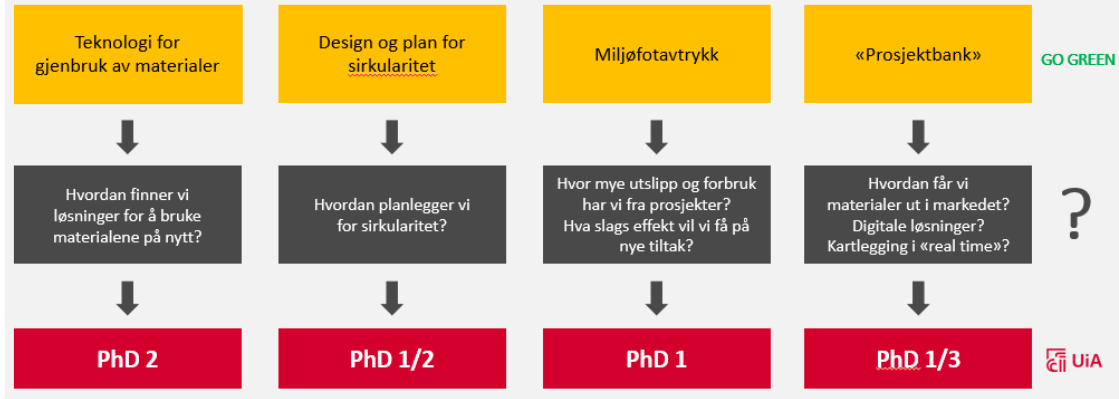 Teknologi for
gjenbruk av materialer
Design og plan for
sirkularitet
Miljøfotavtrykk
«Prosjektbank»
GO GREEN
Hvordan finner vi
løsninger for å bruke
materialene på nytt?
Hvordan planlegger vi
for sirkularitet?
Hvor mye utslipp og forbruk
har vi fra prosjekter?
Hva slags effekt vil vi få på
nye tiltak?
Hvordan får vi
materialer ut i markedet?
Digitale løsninger?
Kartlegging i «real time»?
?
PhD 2
PhD 1/2
PhD 1
PhD 1/3
UiA